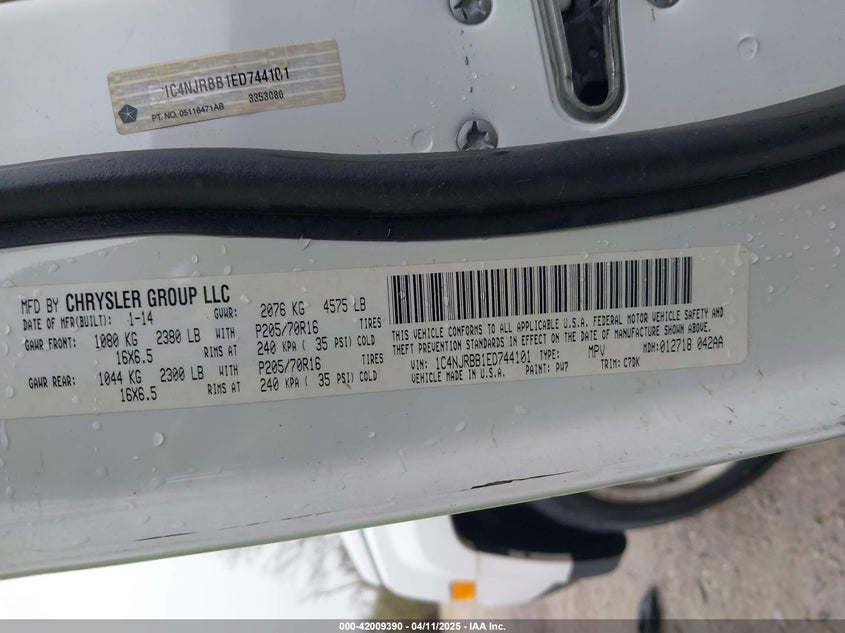 1C4NJRBB1ED744101
PT. NO. 05116471AB 3353080
MFD BY CHRYSLER GROUP LLC
DATE OF MFR(BUILT): 1-14 GVWR: 2076 KG 4575 LB
GAWR FRONT: 1080 KG 2380 LB WITH P205/70R16 TIRES
16X6.5 RIMS AT 240 KPA ( 35 PSI) COLD
GAWR REAR: 1044 KG 2300 LB WITH P205/70R16 TIRES
16X6.5 RIMS AT 240 KPA ( 35 PSI) COLD
THIS VEHICLE CONFORMS TO ALL APPLICABLE U.S.A. FEDERAL MOTOR VEHICLE SAFETY AND
THEFT PREVENTION STANDARDS IN EFFECT ON THE DATE OF MANUFACTURE SHOWN ABOVE.
VIN: 1C4NJRBB1ED744101 TYPE: MPV MDH: 012718 042AA
VEHICLE MADE IN U.S.A. PAINT: PW7 TRIM: C7DK
000-42009390 - 04/11/2025 - IAA Inc.